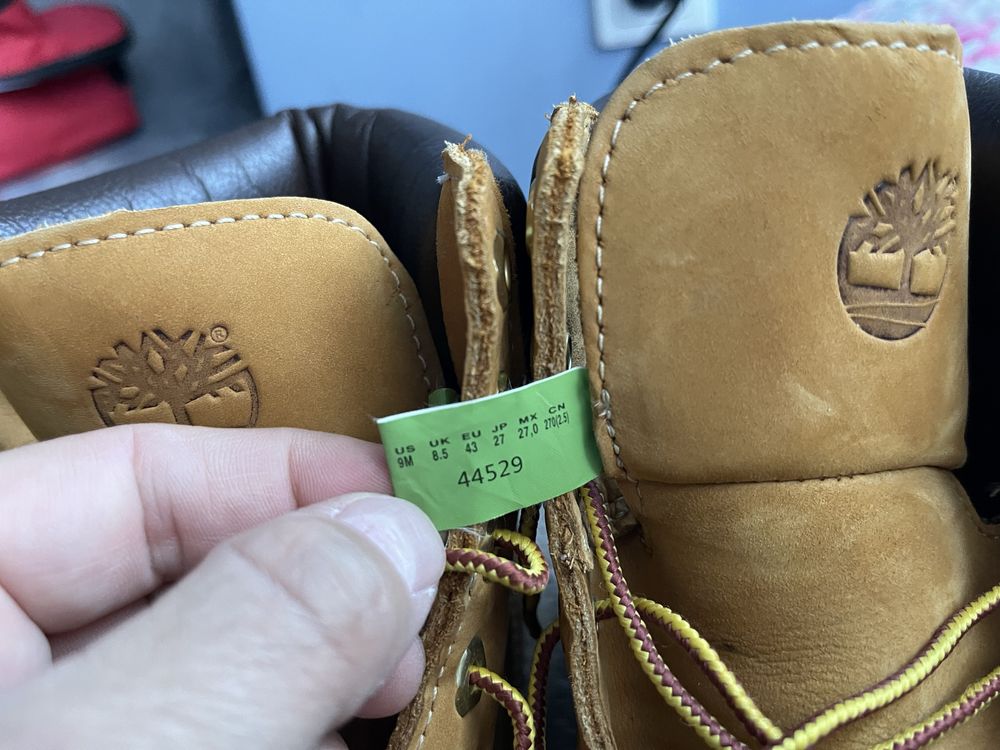 US UK EU JP MX CN
9M 8.5 43 27 27,0 270(2.5)
44529
®